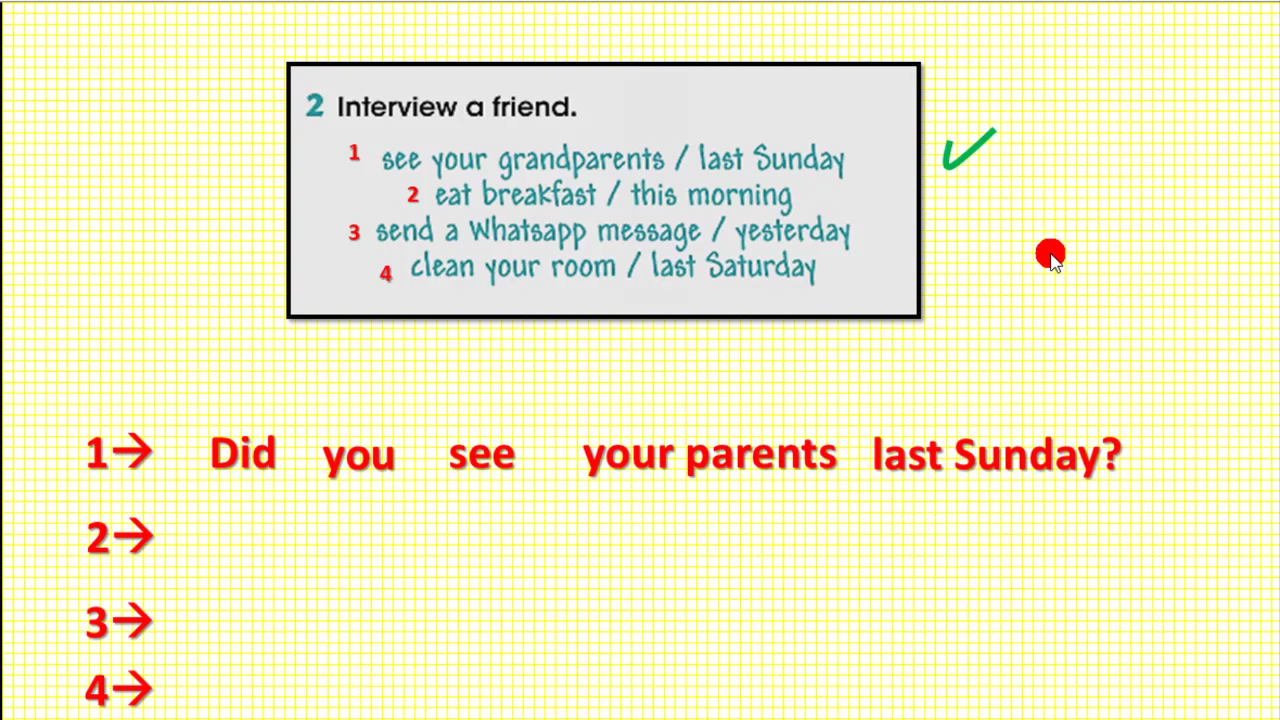 2 Interview a friend.
1 see your grandparents / last Sunday
2 eat breakfast / this morning
3 send a Whatsapp message / yesterday
4 clean your room / last Saturday
1→ Did you see your parents last Sunday?
2→
3→
4→